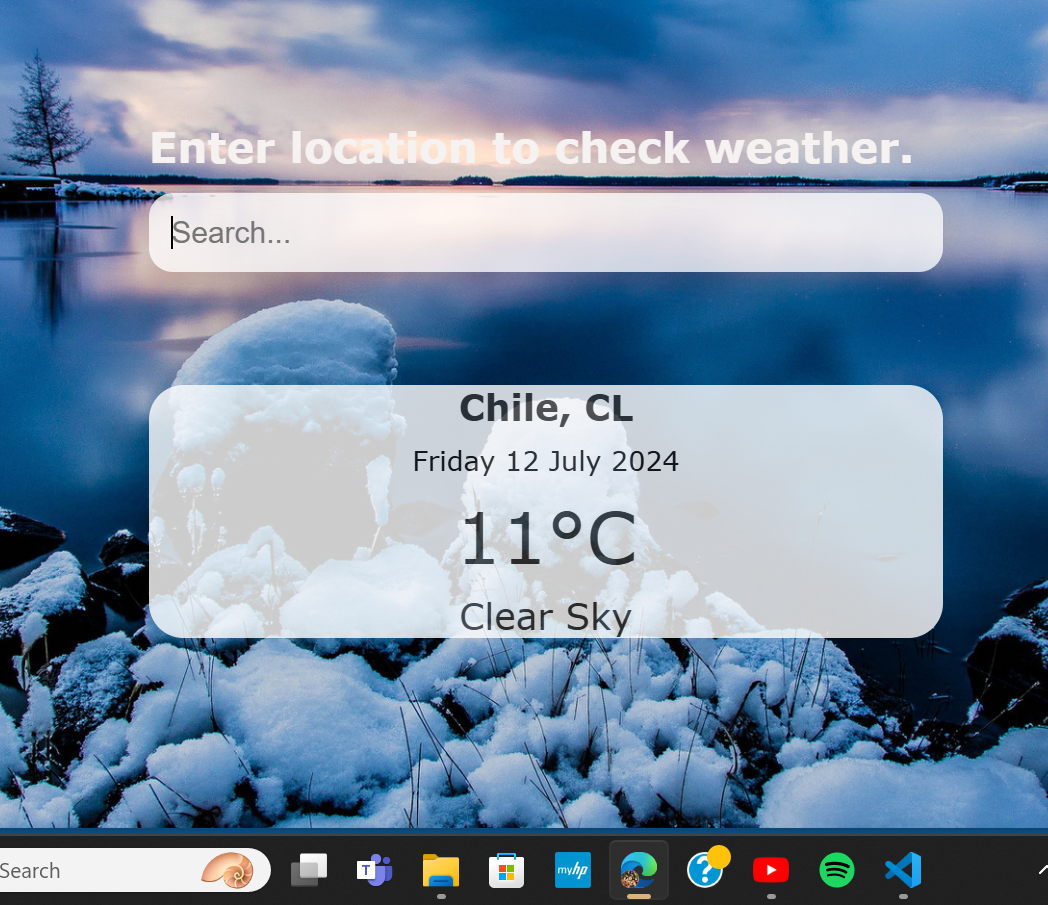 Enter location to check weather.
Search...
Chile, CL
Friday 12 July 2024
11°C
Clear Sky
Search
T
myhp
?